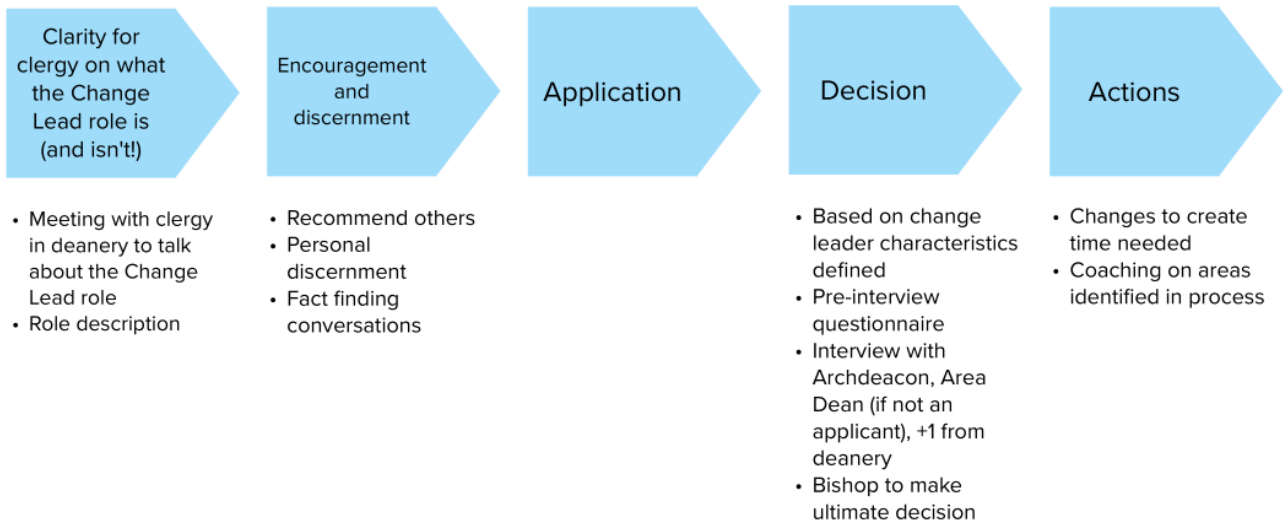 Clarity for
clergy on what
the Change
Lead role is
(and isn't!)
Encouragement
and
discernment
Application
Decision
Actions
• Meeting with clergy
in deanery to talk
about the Change
Lead role
• Role description
• Recommend others
• Personal
discernment
• Fact finding
conversations
• Based on change
leader characteristics
defined
• Pre-interview
questionnaire
• Interview with
Archdeacon, Area
Dean (if not an
applicant), +1 from
deanery
• Bishop to make
ultimate decision
• Changes to create
time needed
• Coaching on areas
identified in process